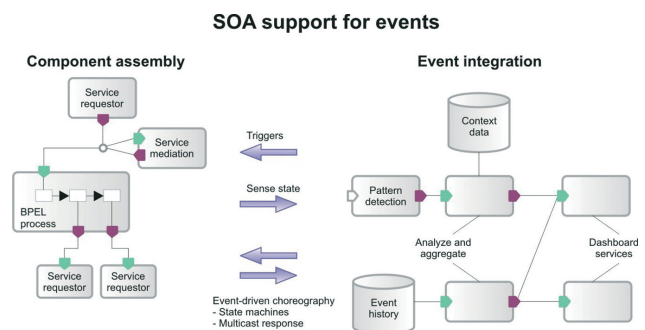 SOA support for events
Component assembly
Service
requestor
Service
mediation
BPEL
process
Service
requestor
Service
requestor
Triggers
Sense state
Event-driven choreography
- State machines
- Multicast response
Event integration
Context
data
Pattern
detection
Analyze and
aggregate
Dashboard
services
Event
history